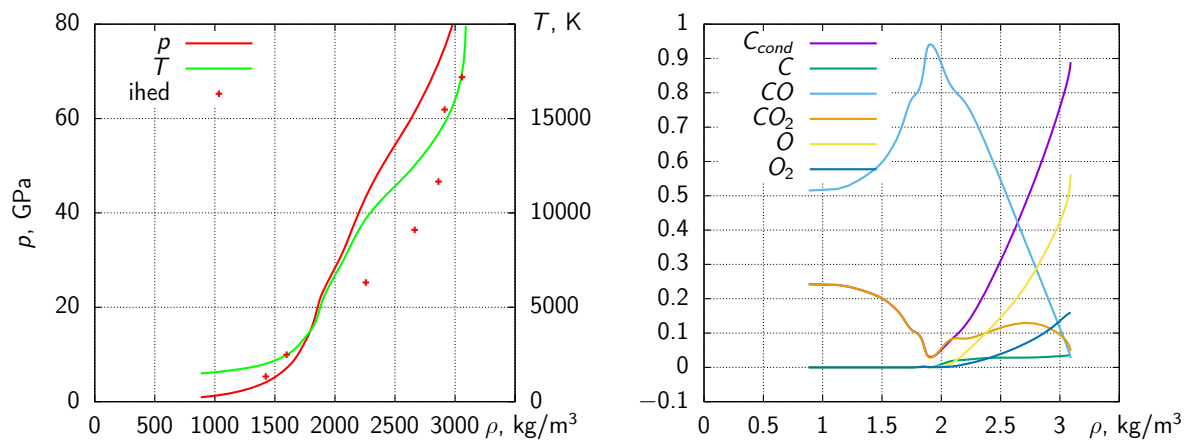 T, K
80
60
40
20
0
p, GPa
p
T
ihed
15000
10000
5000
0
0 500 1000 1500 2000 2500 3000 ρ, kg/m³
1
0.9
0.8
0.7
0.6
0.5
0.4
0.3
0.2
0.1
0
−0.1
C_cond
C
CO
CO₂
O
O₂
0 0.5 1 1.5 2 2.5 3 ρ, kg/m³